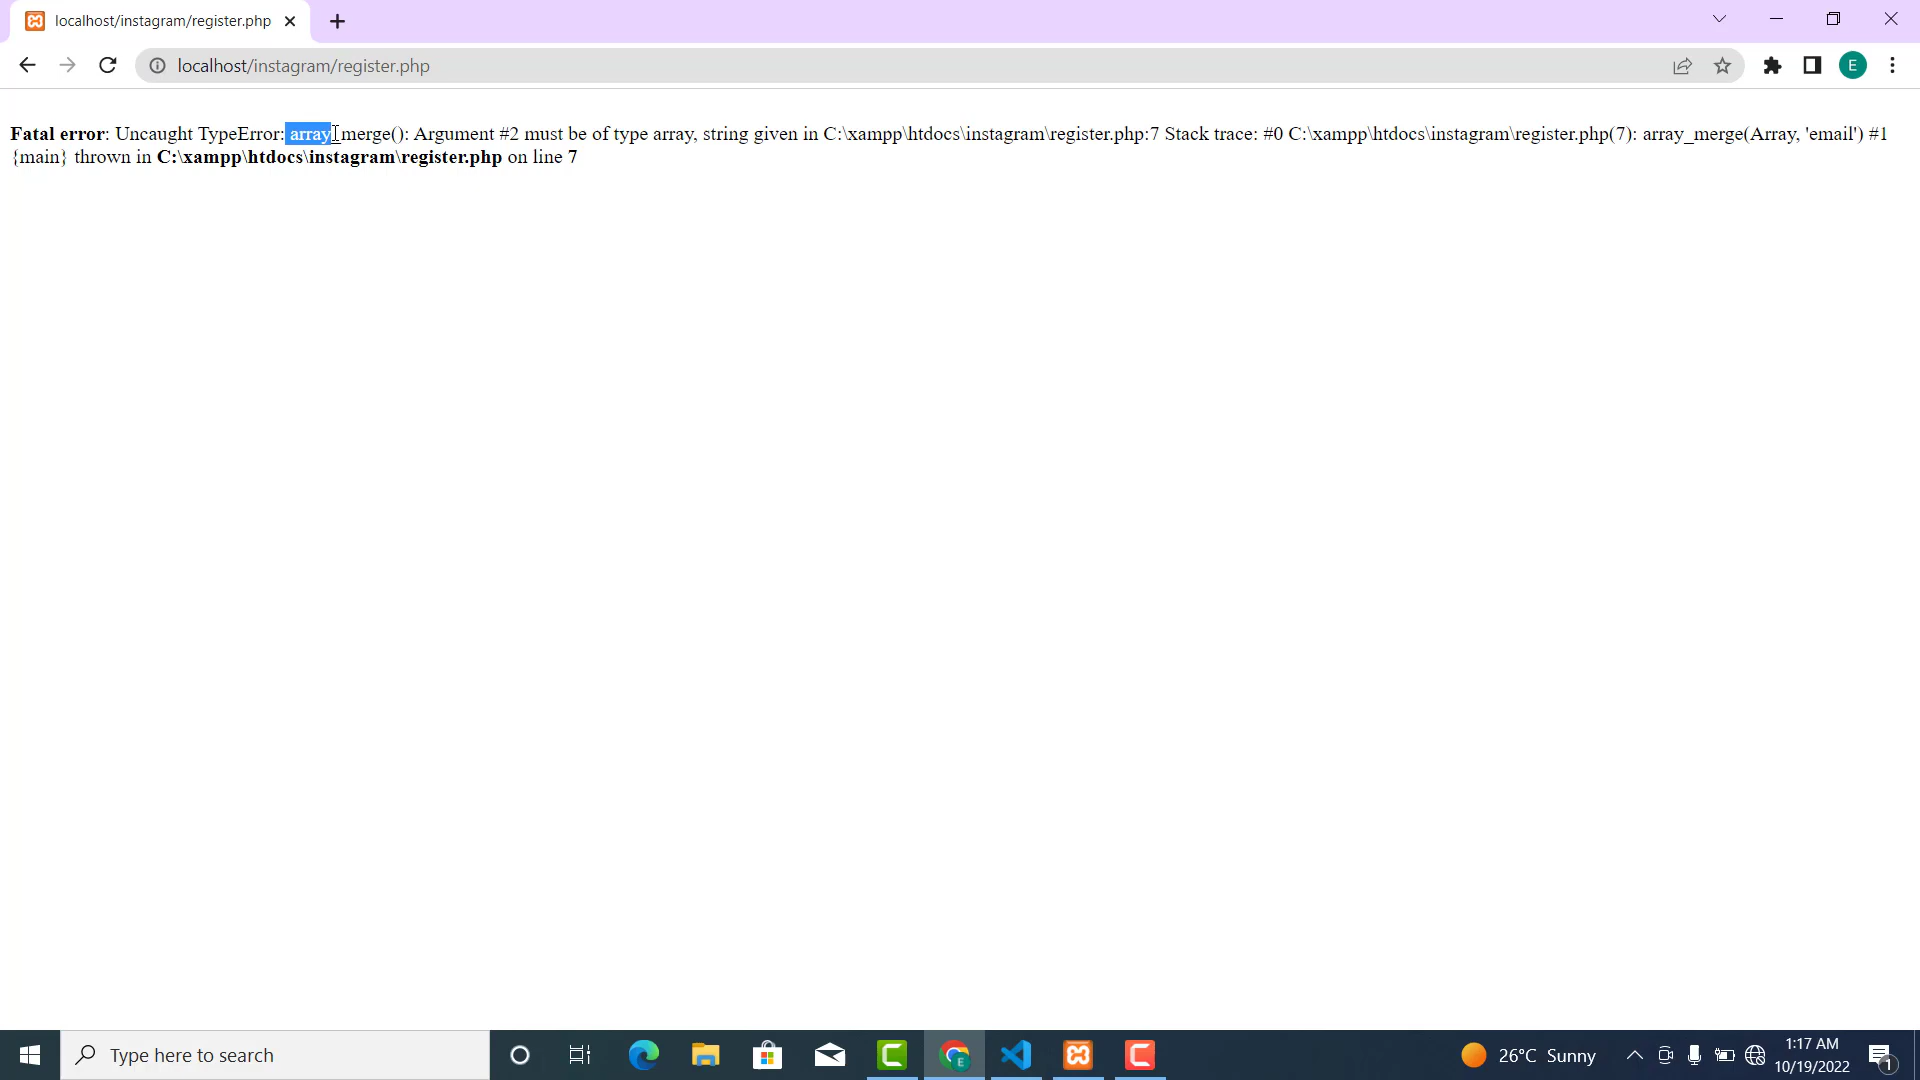 localhost/instagram/register.php
localhost/instagram/register.php
E
Fatal error: Uncaught TypeError: array_merge(): Argument #2 must be of type array, string given in C:\xampp\htdocs\instagram\register.php:7 Stack trace: #0 C:\xampp\htdocs\instagram\register.php(7): array_merge(Array, 'email') #1
{main} thrown in C:\xampp\htdocs\instagram\register.php on line 7
Type here to search
E
26°C Sunny
1:17 AM
10/19/2022
1